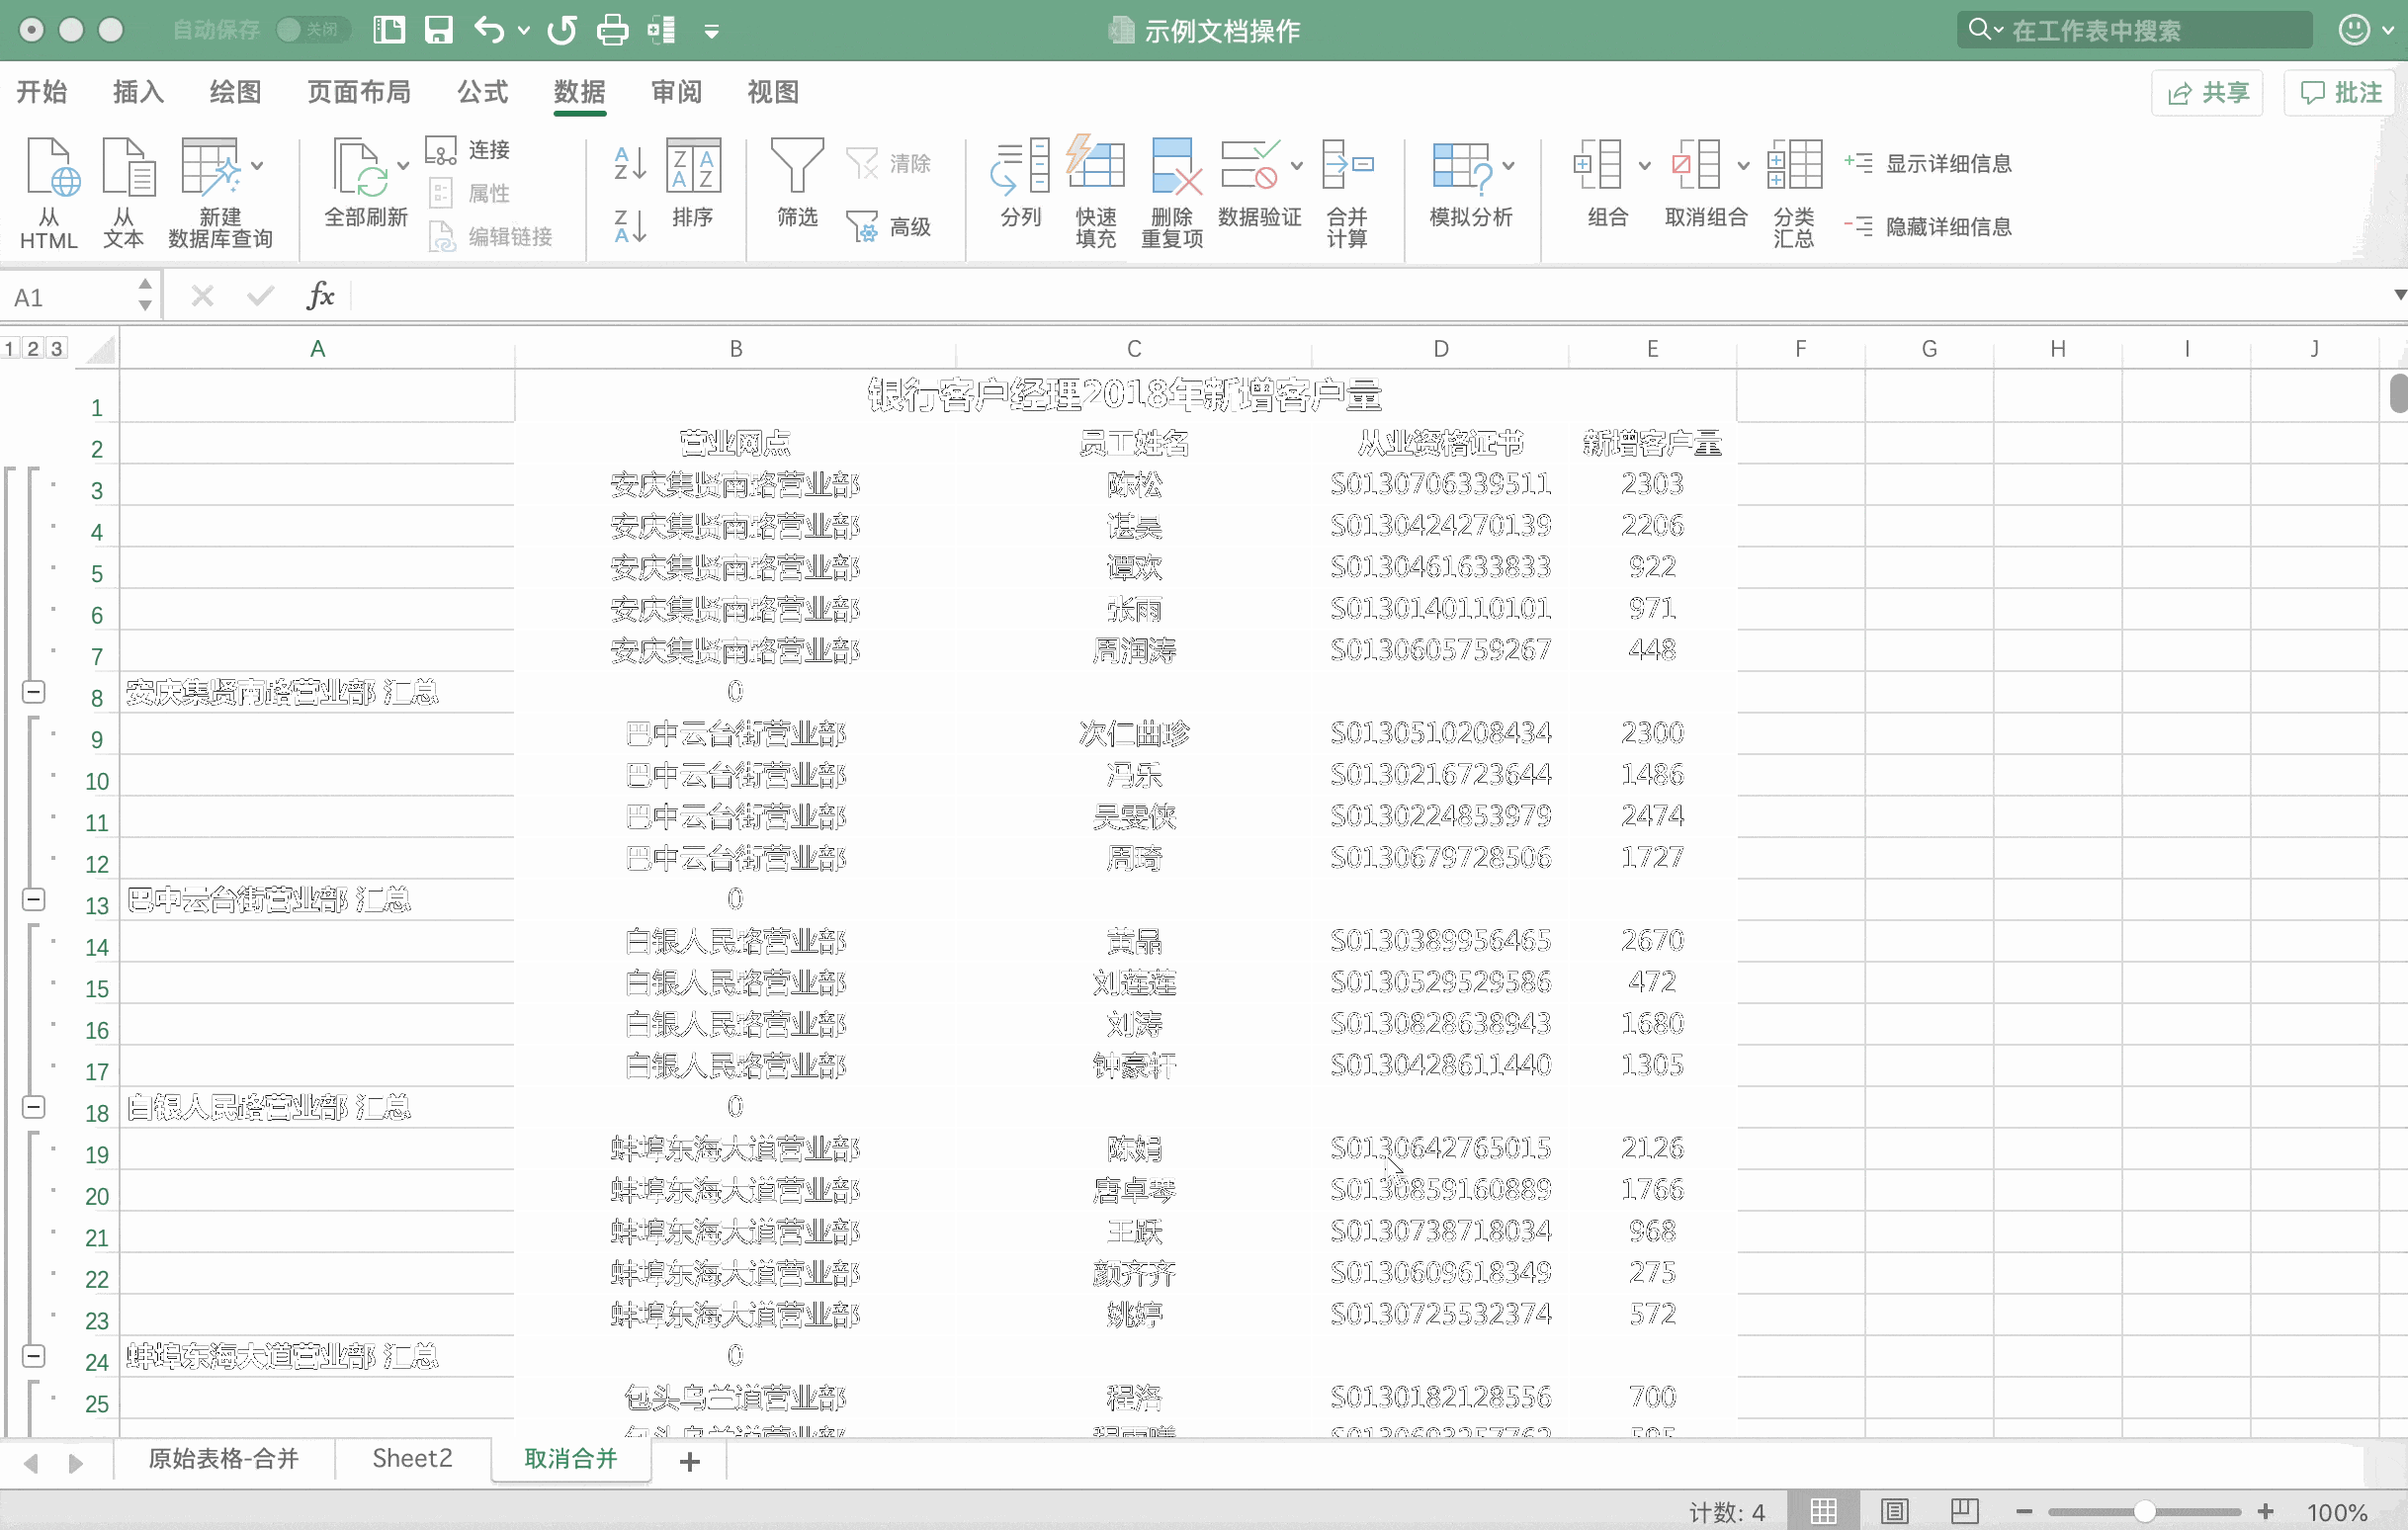 自动保存 关闭 示例文档操作 在工作表中搜索
开始 插入 绘图 页面布局 公式 数据 审阅 视图 共享 批注
从 HTML 从 文本 新建 数据库查询 全部刷新 连接 属性 编辑链接 排序 筛选 清除 高级 分列 快速填充 删除重复项 数据验证 合并计算 模拟分析 组合 取消组合 分类汇总 显示详细信息 隐藏详细信息
A1 fx
1 2 3 A B C D E F G H I J
1 银行客户经理2018年新增客户量
2 营业网点 员工姓名 从业资格证书 新增客户量
3 安庆集贤南路营业部 陈松 S0130706339511 2303
4 安庆集贤南路营业部 谌昊 S0130424270139 2206
5 安庆集贤南路营业部 谭欢 S0130461633833 922
6 安庆集贤南路营业部 张雨 S0130140110101 971
7 安庆集贤南路营业部 周润涛 S0130605759267 448
8 安庆集贤南路营业部 汇总 0
9 巴中云台街营业部 次仁曲珍 S0130510208434 2300
10 巴中云台街营业部 冯乐 S0130216723644 1486
11 巴中云台街营业部 吴雯侠 S0130224853979 2474
12 巴中云台街营业部 周琦 S0130679728506 1727
13 巴中云台街营业部 汇总 0
14 白银人民路营业部 黄晶 S0130389956465 2670
15 白银人民路营业部 刘莲莲 S0130529529586 472
16 白银人民路营业部 刘涛 S0130828638943 1680
17 白银人民路营业部 钟豪轩 S0130428611440 1305
18 白银人民路营业部 汇总 0
19 蚌埠东海大道营业部 陈娟 S0130642765015 2126
20 蚌埠东海大道营业部 唐卓琴 S0130859160889 1766
21 蚌埠东海大道营业部 王跃 S0130738718034 968
22 蚌埠东海大道营业部 颜齐齐 S0130609618349 275
23 蚌埠东海大道营业部 姚婷 S0130725532374 572
24 蚌埠东海大道营业部 汇总 0
25 包头乌兰道营业部 程洛 S0130182128556 700
原始表格-合并 Sheet2 取消合并
计数: 4 100%